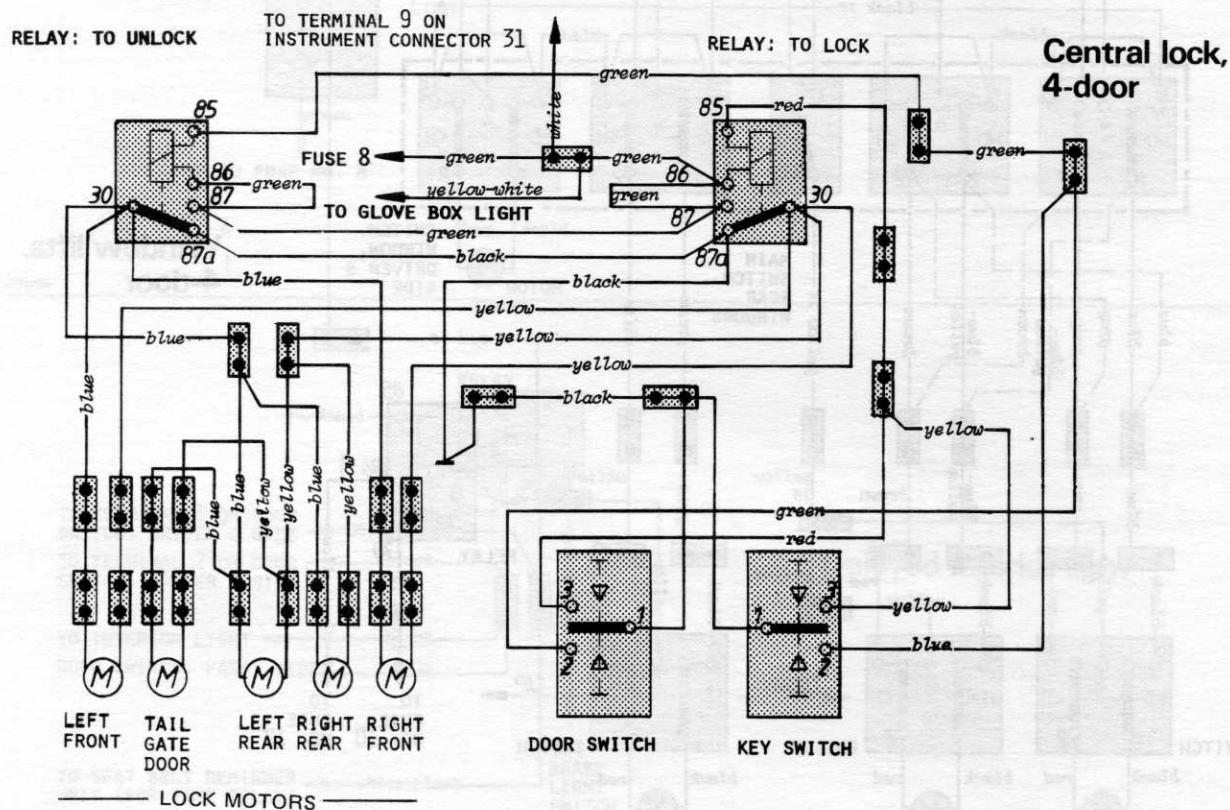 TO TERMINAL 9 ON
INSTRUMENT CONNECTOR 31
RELAY: TO UNLOCK
RELAY: TO LOCK
Central lock,
4-door
green
85
white
85
red
FUSE 8
green
green
green
86
green
86
30
87
yellow-white
green
87
30
TO GLOVE BOX LIGHT
green
87a
black
87a
blue
black
yellow
blue
yellow
yellow
blue
black
yellow
blue
blue
yellow
yellow
blue
yellow
green
red
3
3
1
1
yellow
2
2
blue
M
M
M
M
M
LEFT
FRONT
TAIL
GATE
DOOR
LEFT
REAR
RIGHT
REAR
RIGHT
FRONT
DOOR SWITCH
KEY SWITCH
LOCK MOTORS